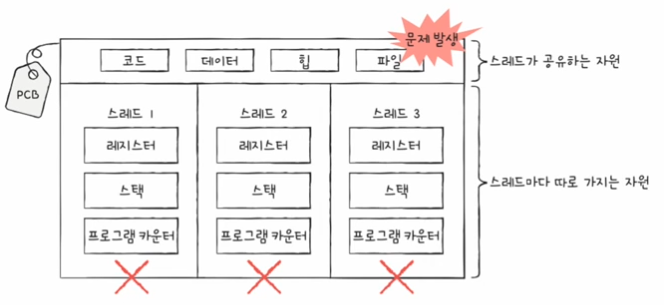 문제 발생
코드 데이터 힙 파일
스레드가 공유하는 자원
PCB
스레드 1 스레드 2 스레드 3
레지스터 레지스터 레지스터
스택 스택 스택
스레드마다 따로 가지는 자원
프로그램 카운터 프로그램 카운터 프로그램 카운터